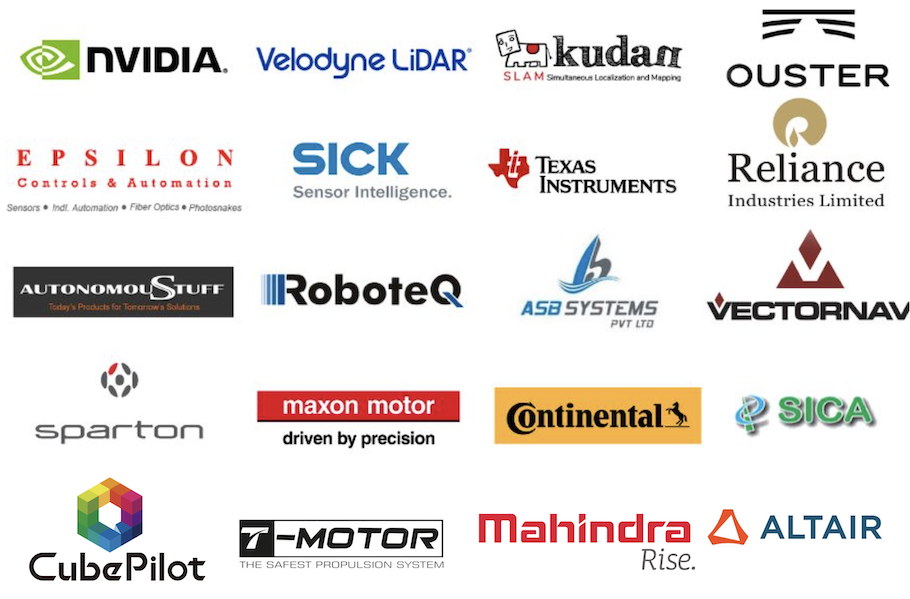 NVIDIA.
Velodyne LiDAR®
kudan
SLAM Simultaneous Localization and Mapping
OUSTER
EPSILON
Controls & Automation
Sensors • Indl. Automation • Fiber Optics • Photosnakes
SICK
Sensor Intelligence.
ti
TEXAS
INSTRUMENTS
Reliance
Industries Limited
AUTONOMOUSTUFF
Today's Products for Tomorrow's Solutions
RoboteQ
ASB SYSTEMS
PVT LTD
VECTORNAV
sparton
maxon motor
driven by precision
Continental
SICA
CubePilot
T-MOTOR
THE SAFEST PROPULSION SYSTEM
Mahindra
Rise.
ALTAIR